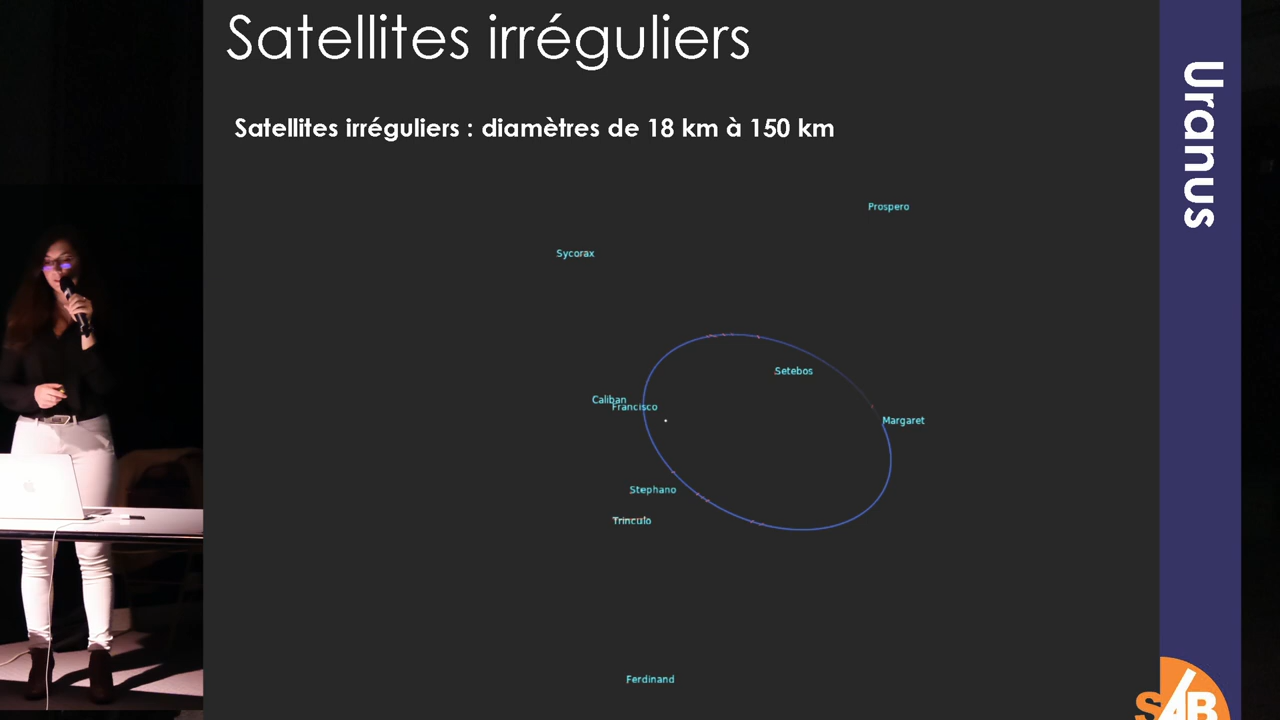 Satellites irréguliers
Satellites irréguliers : diamètres de 18 km à 150 km
Uranus
Prospero
Sycorax
Setebos
Caliban
Francisco
Margaret
Stephano
Trinculo
Ferdinand
SAB